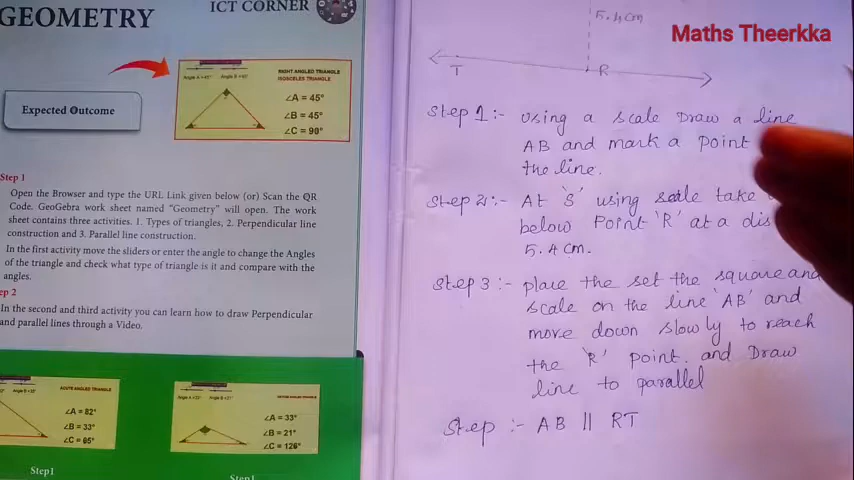 GEOMETRY
ICT CORNER
Expected Outcome
RIGHT ANGLED TRIANGLE
ISOSCELES TRIANGLE
∠A = 45°
∠B = 45°
∠C = 90°
Step 1
Open the Browser and type the URL Link given below (or) Scan the QR
Code. GeoGebra work sheet named "Geometry" will open. The work
sheet contains three activities. 1. Types of triangles, 2. Perpendicular line
construction and 3. Parallel line construction.
In the first activity move the sliders or enter the angle to change the Angles
of the triangle and check what type of triangle is it and compare with the
angles.
ep 2
In the second and third activity you can learn how to draw Perpendicular
and parallel lines through a Video.
ACUTE ANGLED TRIANGLE
∠A = 82°
∠B = 33°
∠C = 65°
Step1
∠A = 33°
∠B = 21°
∠C = 126°
Step1
Maths Theerkka
5.4cm
T
R
Step 1:- Using a scale Draw a line
AB and mark a point
the line.
Step 2:- At 'S' using scale take
below Point 'R' at a dis
5.4 cm.
Step 3:- place the set the square and
scale on the line 'AB' and
move down slowly to reach
the 'R' point. and Draw
line to parallel
Step :- AB || RT